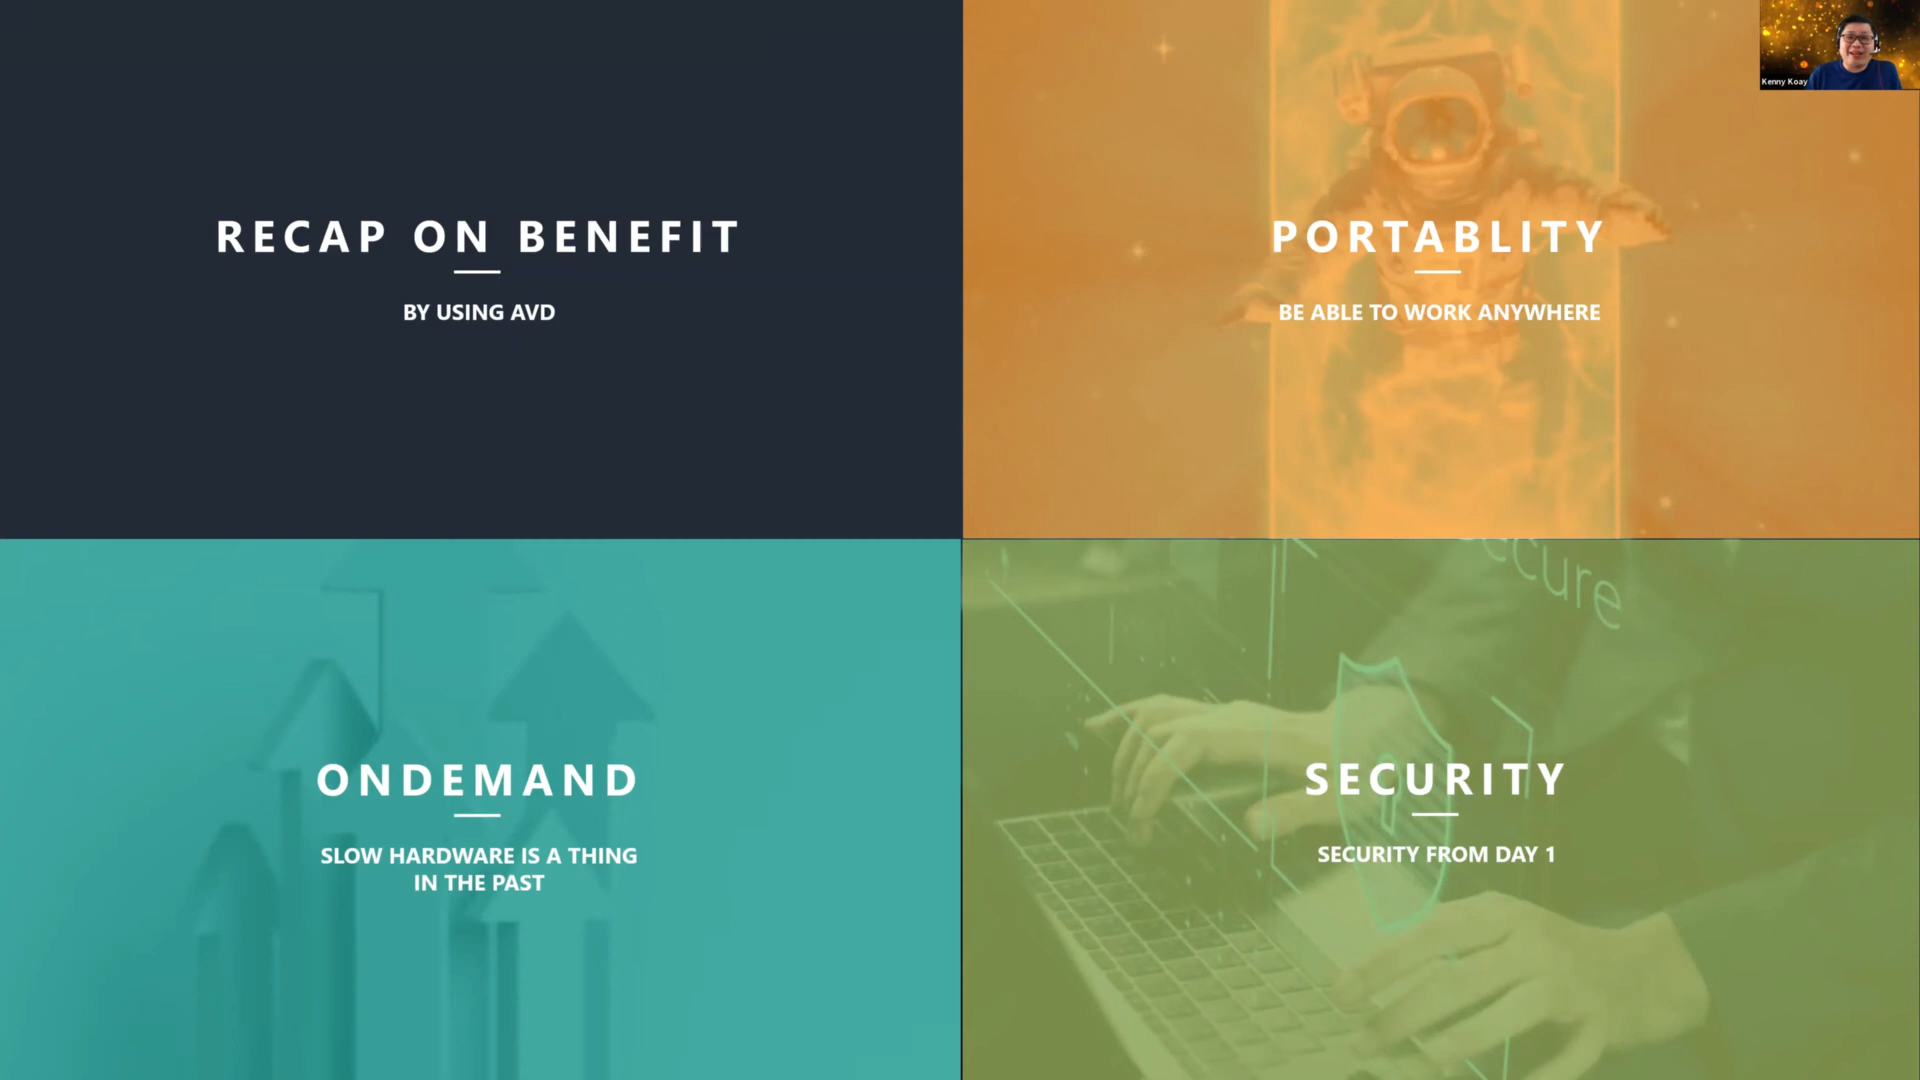 RECAP ON BENEFIT
BY USING AVD
PORTABLITY
BE ABLE TO WORK ANYWHERE
Kenny Koay
ONDEMAND
SLOW HARDWARE IS A THING
IN THE PAST
ecure
SECURITY
SECURITY FROM DAY 1